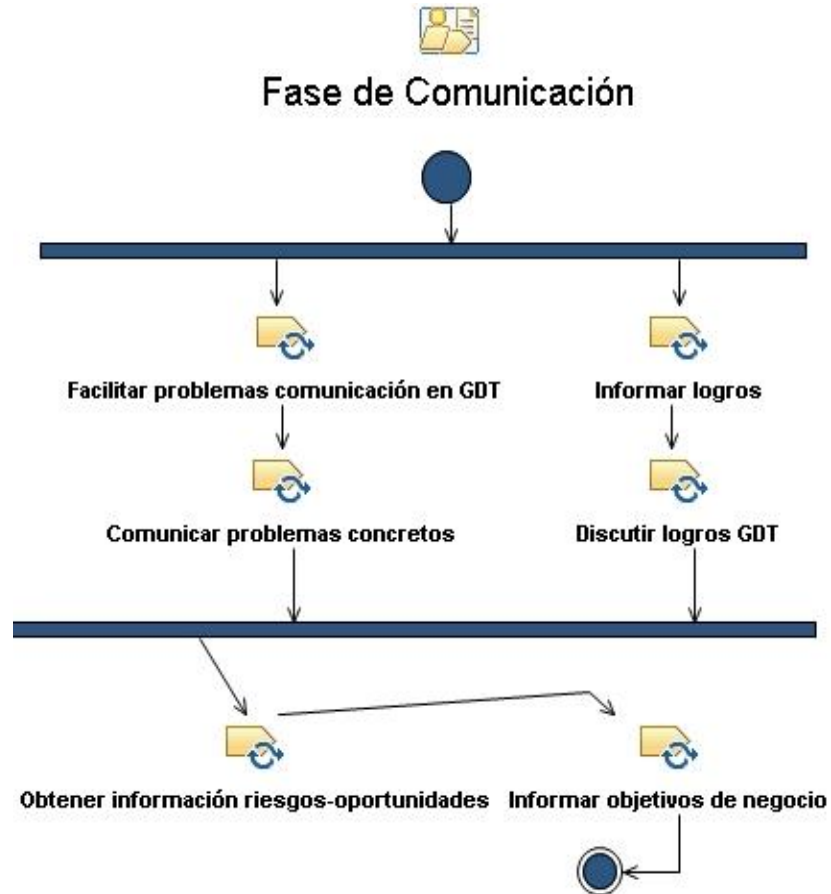 Fase de Comunicación
Facilitar problemas comunicación en GDT
Informar logros
Comunicar problemas concretos
Discutir logros GDT
Obtener información riesgos-oportunidades
Informar objetivos de negocio